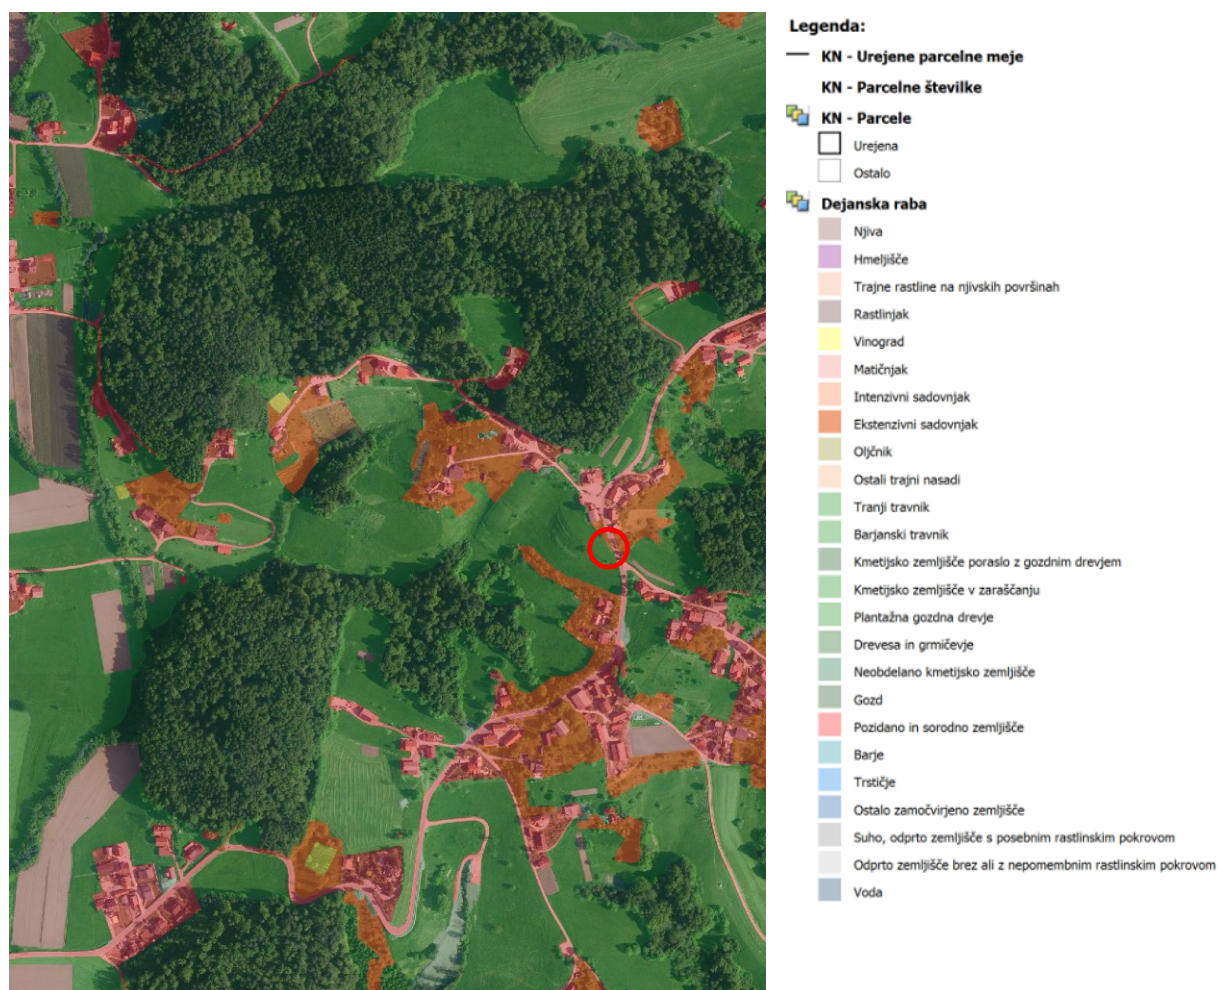 Legenda:
KN - Urejene parcelne meje
KN - Parcelne številke
KN - Parcele
Urejena
Ostalo
Dejanska raba
Njiva
Hmeljišče
Trajne rastline na njivskih površinah
Rastlinjak
Vinograd
Matičnjak
Intenzivni sadovnjak
Ekstenzivni sadovnjak
Oljčnik
Ostali trajni nasadi
Tranji travnik
Barjanski travnik
Kmetijsko zemljišče poraslo z gozdnim drevjem
Kmetijsko zemljišče v zaraščanju
Plantažna gozdna drevje
Drevesa in grmičevje
Neobdelano kmetijsko zemljišče
Gozd
Pozidano in sorodno zemljišče
Barje
Trstičje
Ostalo zamočvirjeno zemljišče
Suho, odprto zemljišče s posebnim rastlinskim pokrovom
Odprto zemljišče brez ali z nepomembnim rastlinskim pokrovom
Voda